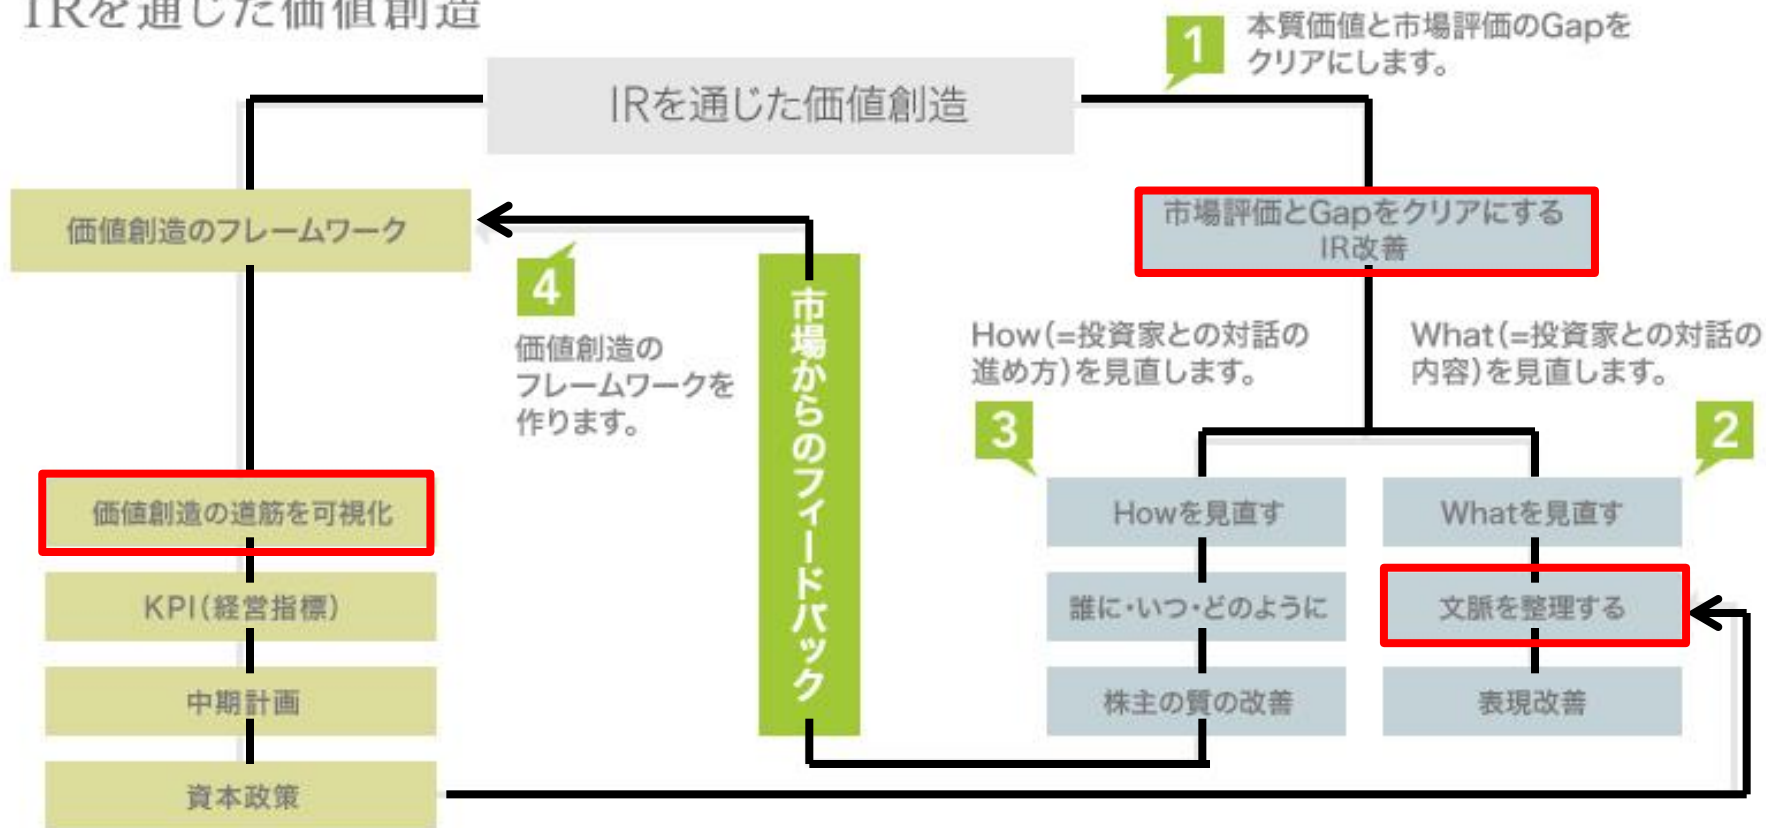 IRを通じた価値創造
1
本質価値と市場評価のGapを
クリアにします。
IRを通じた価値創造
価値創造のフレームワーク
市場評価とGapをクリアにする
IR改善
4
価値創造の
フレームワークを
作ります。
市場からのフィードバック
How(=投資家との対話の
進め方)を見直します。
What(=投資家との対話の
内容)を見直します。
3
2
価値創造の道筋を可視化
Howを見直す
Whatを見直す
KPI(経営指標)
誰に・いつ・どのように
文脈を整理する
中期計画
株主の質の改善
表現改善
資本政策